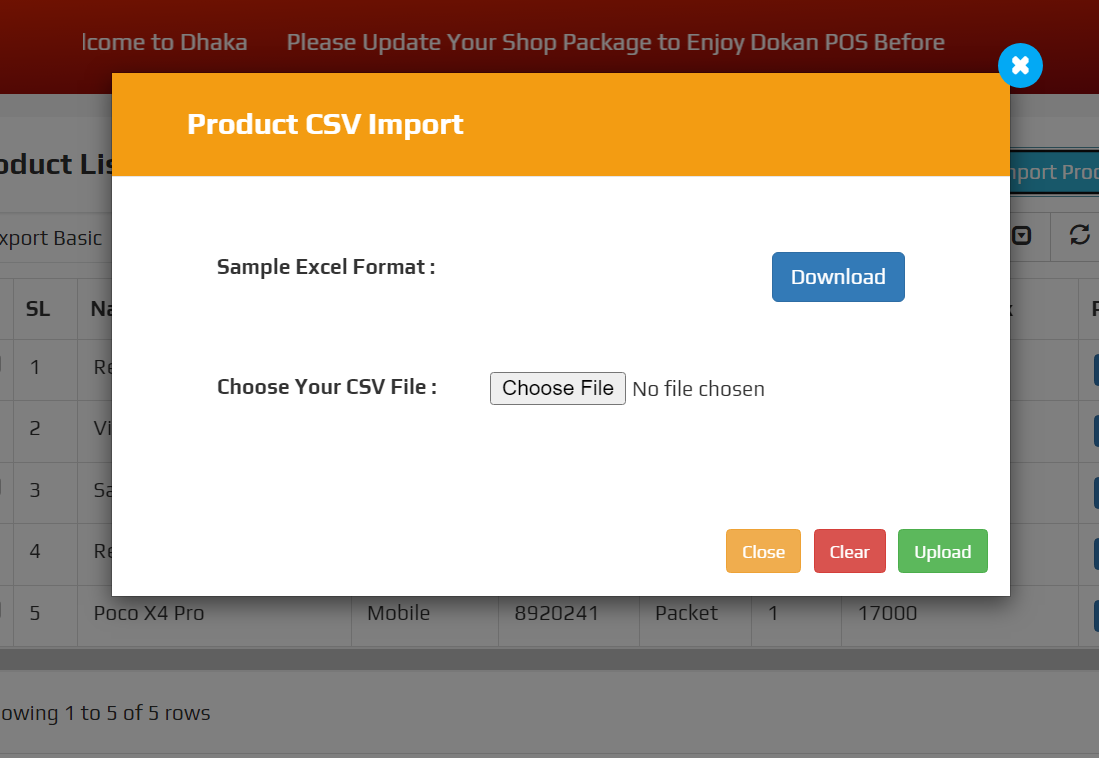 lcome to Dhaka Please Update Your Shop Package to Enjoy Dokan POS Before
Product CSV Import
oduct Lis
mport Prod
Sample Excel Format :
Download
xport Basic
SL Na
1 Re
Choose Your CSV File :
Choose File No file chosen
2 Vi
3 Sa
4 Re
Close Clear Upload
5 Poco X4 Pro Mobile 8920241 Packet 1 17000
owing 1 to 5 of 5 rows